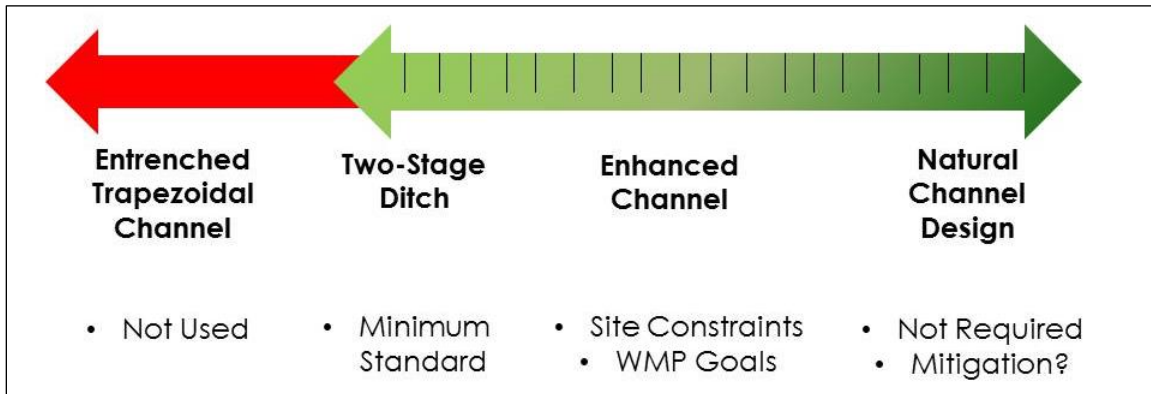 Entrenched
Trapezoidal
Channel
Two-Stage
Ditch
Enhanced
Channel
Natural
Channel
Design
• Not Used
• Minimum
Standard
• Site Constraints
• WMP Goals
• Not Required
• Mitigation?